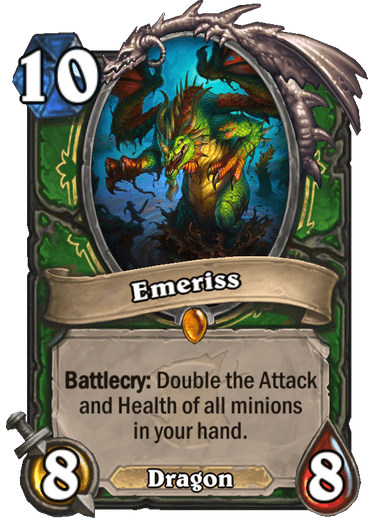 10
Emeriss
Battlecry: Double the Attack
and Health of all minions
in your hand.
8
Dragon
8